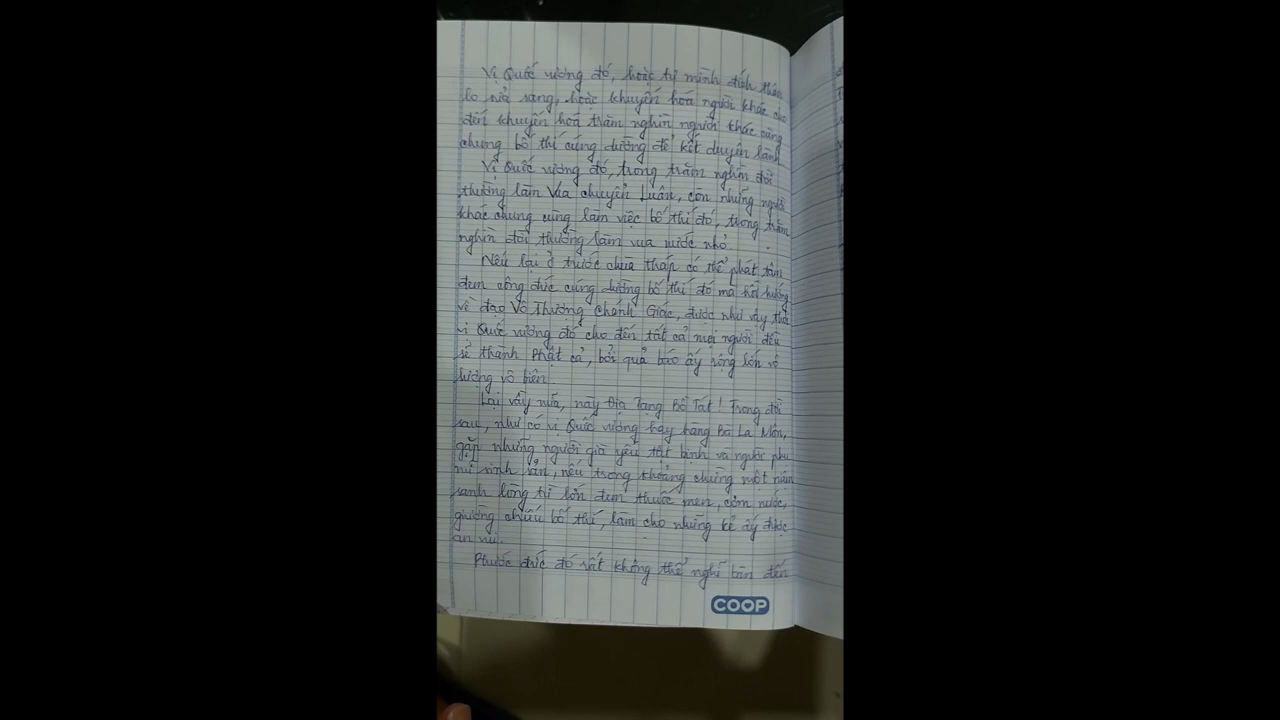 Vị Quốc vương đó, hoặc tự mình đích thân
lo sửa sang, hoặc khuyến hoá người khác cho
đến khuyến hoá trăm nghìn người khác cùng
chung bố thí cúng dường để kết duyên lành.
Vị Quốc vương đó, trong trăm nghìn đời
thường làm Vua chuyển Luân, còn những người
khác chung cùng làm việc bố thí đó, trong trăm
nghìn đời thường làm vua nước nhỏ.
Nếu lại ở trước chùa tháp có thể phát tâm
đem công đức cúng dường bố thí đó mà hồi hướng
về đạo Vô Thượng Chánh Giác, được như vậy thời
vị Quốc vương đó cho đến tất cả mọi người đều
sẽ thành Phật cả, bởi quả báo ấy rộng lớn vô
lượng vô biên.
Lại vầy nữa, này Địa Tạng Bồ Tát! Trong đời
sau, như có vị Quốc vương hay hàng Bà La Môn,
gặp những người già yếu tật bịnh và người phụ
nữ sinh sản, nếu trong khoảng chừng một niệm
sanh lòng từ lớn đem thuốc men, cơm nước,
giường chiếu bố thí, làm cho những kẻ ấy được
an vui.
Phước đức đó rất không thể nghĩ bàn đến
COOP